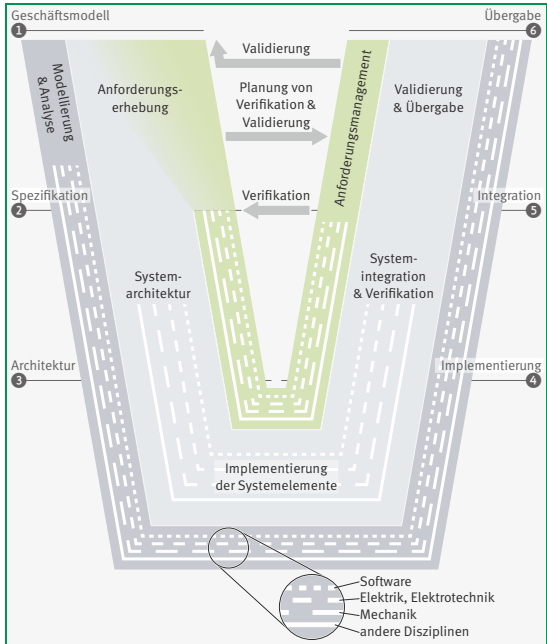 Geschäftsmodell
Übergabe
1
6
Validierung
Modellierung
& Analyse
Anforderungs-
erhebung
Planung von
Verifikation &
Validierung
Anforderungsmanagement
Validierung
& Übergabe
Spezifikation
Verifikation
Integration
2
5
System-
architektur
System-
integration
& Verifikation
Architektur
Implementierung
3
4
Implementierung
der Systemelemente
Software
Elektrik, Elektrotechnik
Mechanik
andere Disziplinen